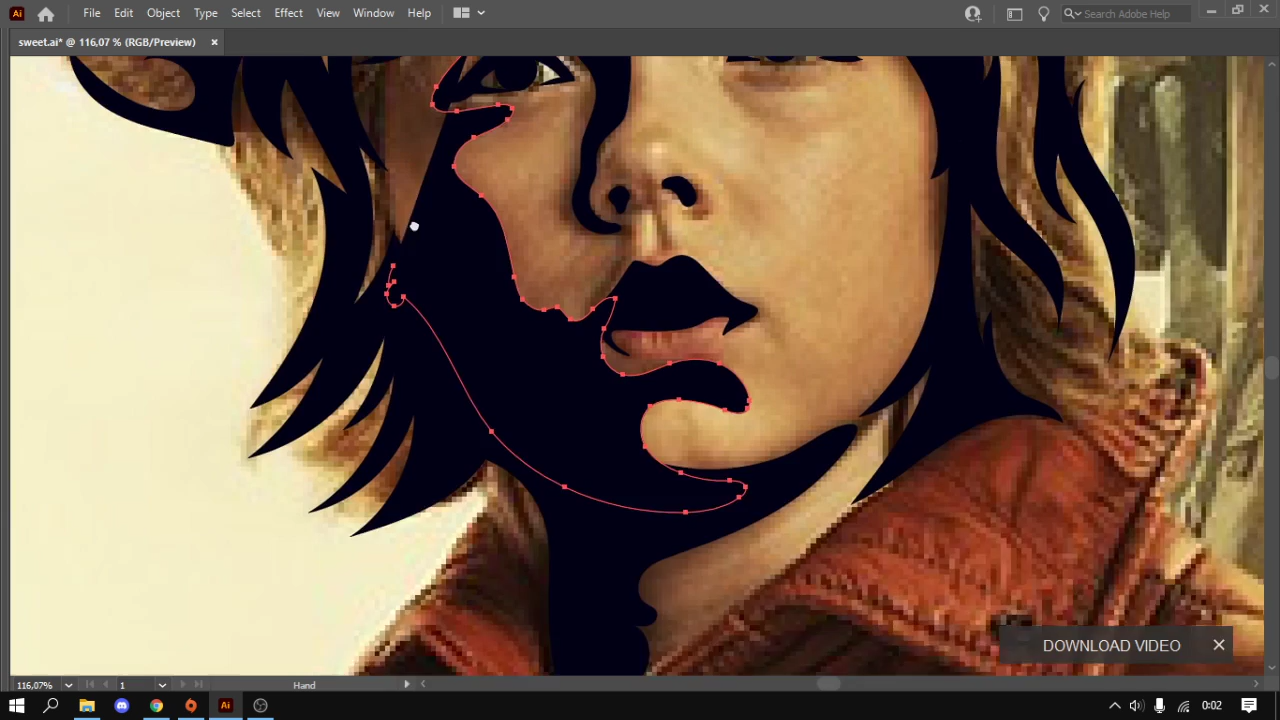 Ai File Edit Object Type Select Effect View Window Help Search Adobe Help
sweet.ai* @ 116,07 % (RGB/Preview) ×
DOWNLOAD VIDEO ×
116,07% 1 Hand
Ai 0:02